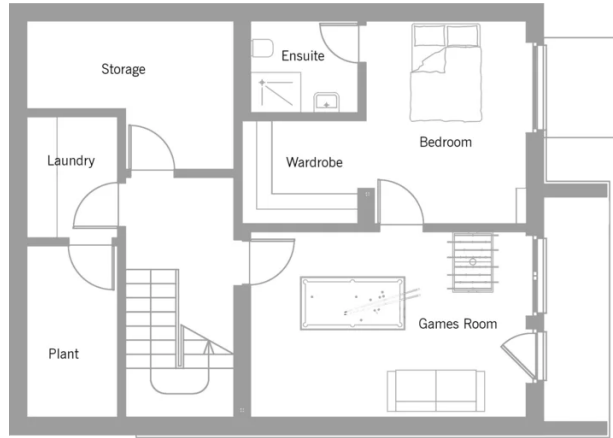 Storage
Ensuite
Bedroom
Laundry
Wardrobe
Games Room
Plant